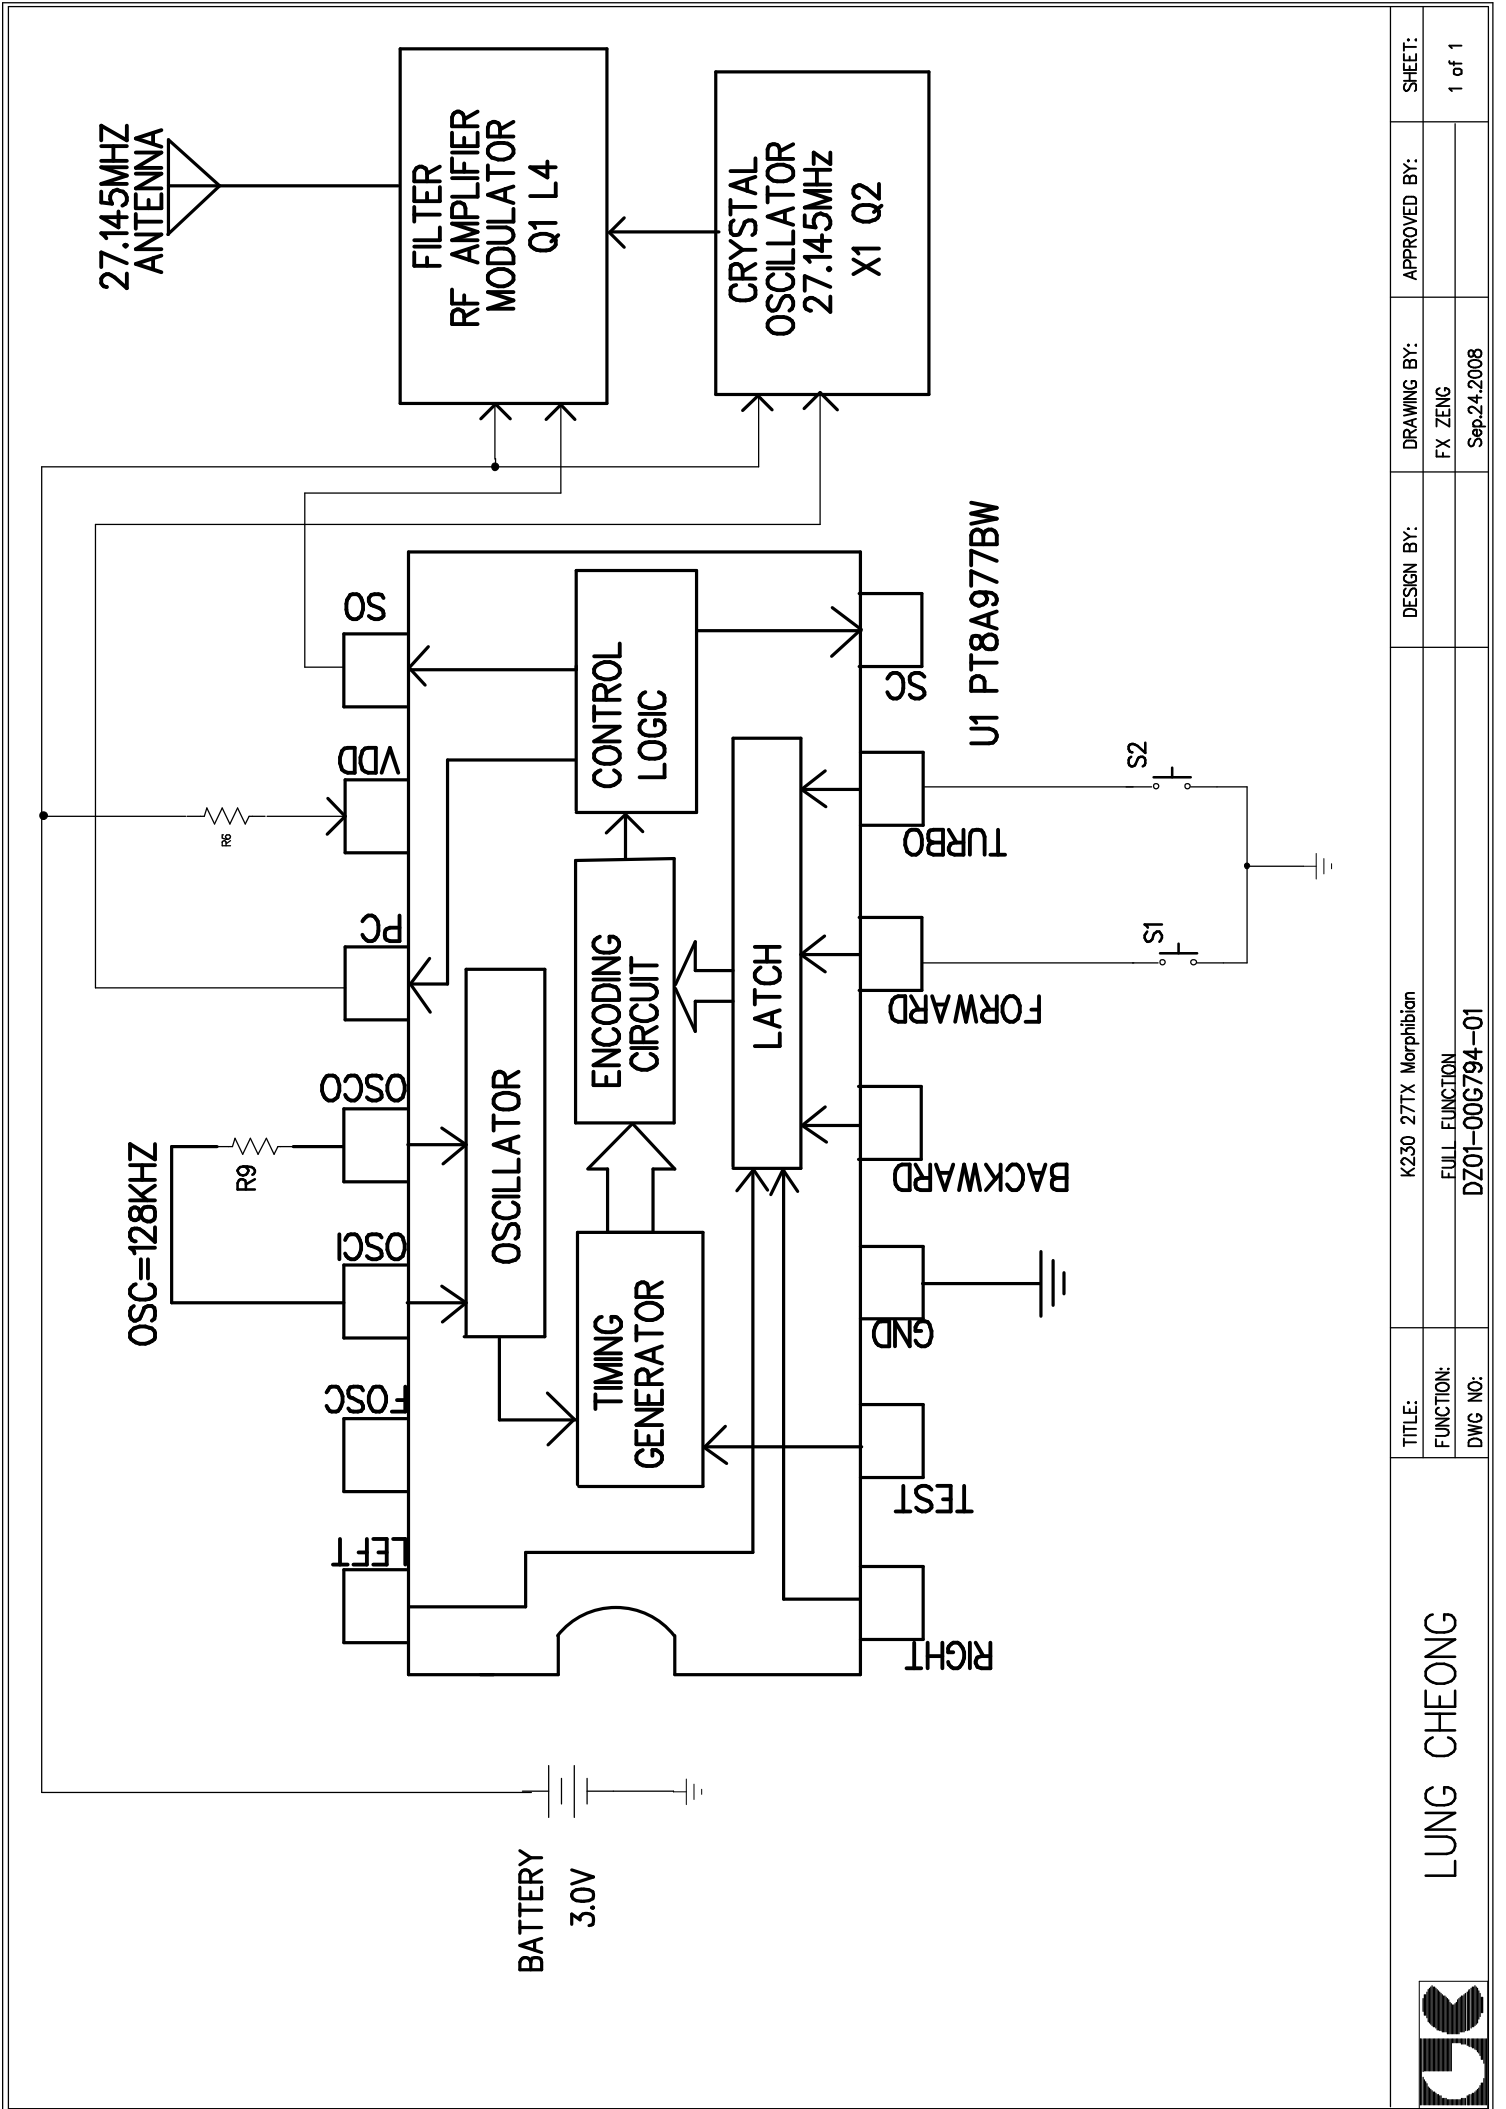 27.145MHZ
ANTENNA
FILTER
RF AMPLIFIER
MODULATOR
Q1 L4
CRYSTAL
OSCILLATOR
27.145MHz
X1 Q2
BATTERY
3.0V
OSC=128KHZ
R9
R6
LEFT
FOSC
OSCI
OSCO
PC
VDD
SO
OSCILLATOR
TIMING
GENERATOR
ENCODING
CIRCUIT
CONTROL
LOGIC
LATCH
RIGHT
TEST
GND
BACKWARD
FORWARD
TURBO
SC
U1 PT8A977BW
S1
S2
LUNG CHEONG
TITLE:
K230 27TX Morphibian
FUNCTION:
FULL FUNCTION
DWG NO:
DZ01-00G794-01
DESIGN BY:
DRAWING BY:
FX ZENG
Sep.24.2008
APPROVED BY:
SHEET:
1 of 1